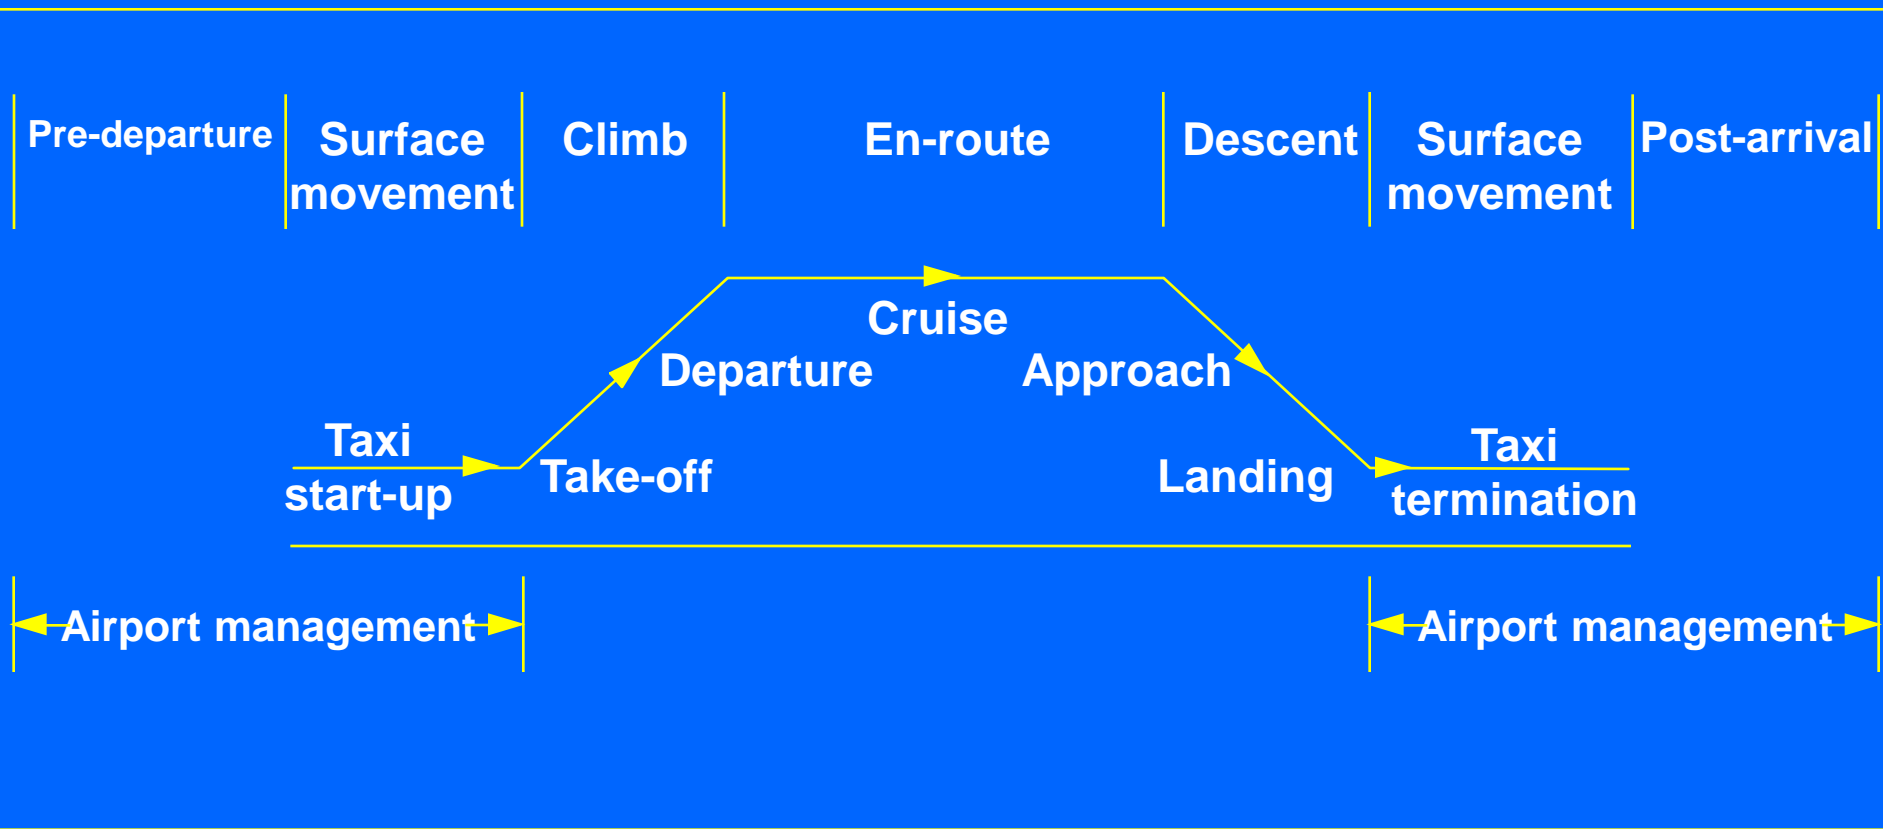 Pre-departure
Surface
movement
Climb
En-route
Descent
Surface
movement
Post-arrival
Cruise
Departure
Approach
Taxi
start-up
Take-off
Landing
Taxi
termination
Airport management
Airport management